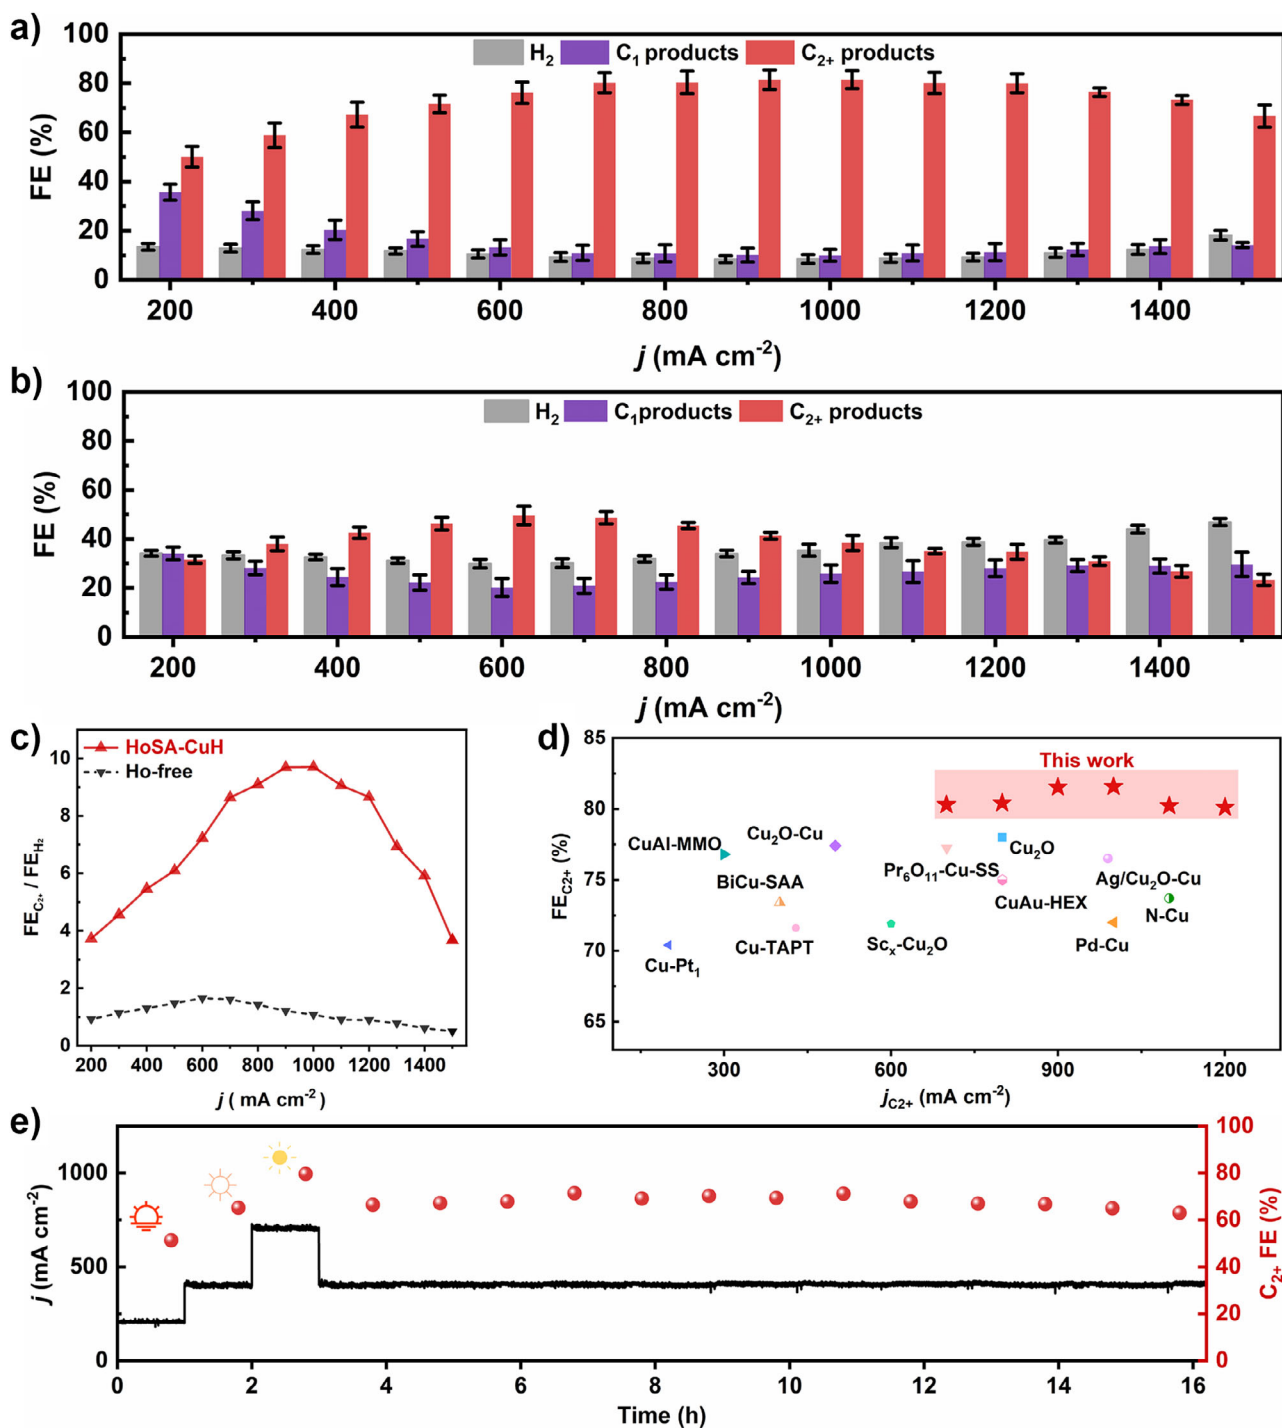 a)
H₂ C₁ products C₂₊ products
FE (%)
100
80
60
40
20
0
200 400 600 800 1000 1200 1400
j (mA cm⁻²)
b)
H₂ C₁products C₂₊ products
FE (%)
100
80
60
40
20
0
200 400 600 800 1000 1200 1400
j (mA cm⁻²)
c)
HoSA-CuH
Ho-free
FE_C₂₊ / FE_H₂
10
8
6
4
2
0
200 400 600 800 1000 1200 1400
j ( mA cm⁻²)
d)
FE_C₂₊ (%)
85
80
75
70
65
This work
CuAl-MMO
Cu₂O-Cu
BiCu-SAA
Pr₆O₁₁-Cu-SS
Cu₂O
CuAu-HEX
Ag/Cu₂O-Cu
N-Cu
Cu-TAPT
Scₓ-Cu₂O
Pd-Cu
Cu-Pt₁
300 600 900 1200
j_C2+ (mA cm⁻²)
e)
j (mA cm⁻²)
1000
500
0
0 2 4 6 8 10 12 14 16
Time (h)
100
80
60
40
20
0
C₂₊ FE (%)